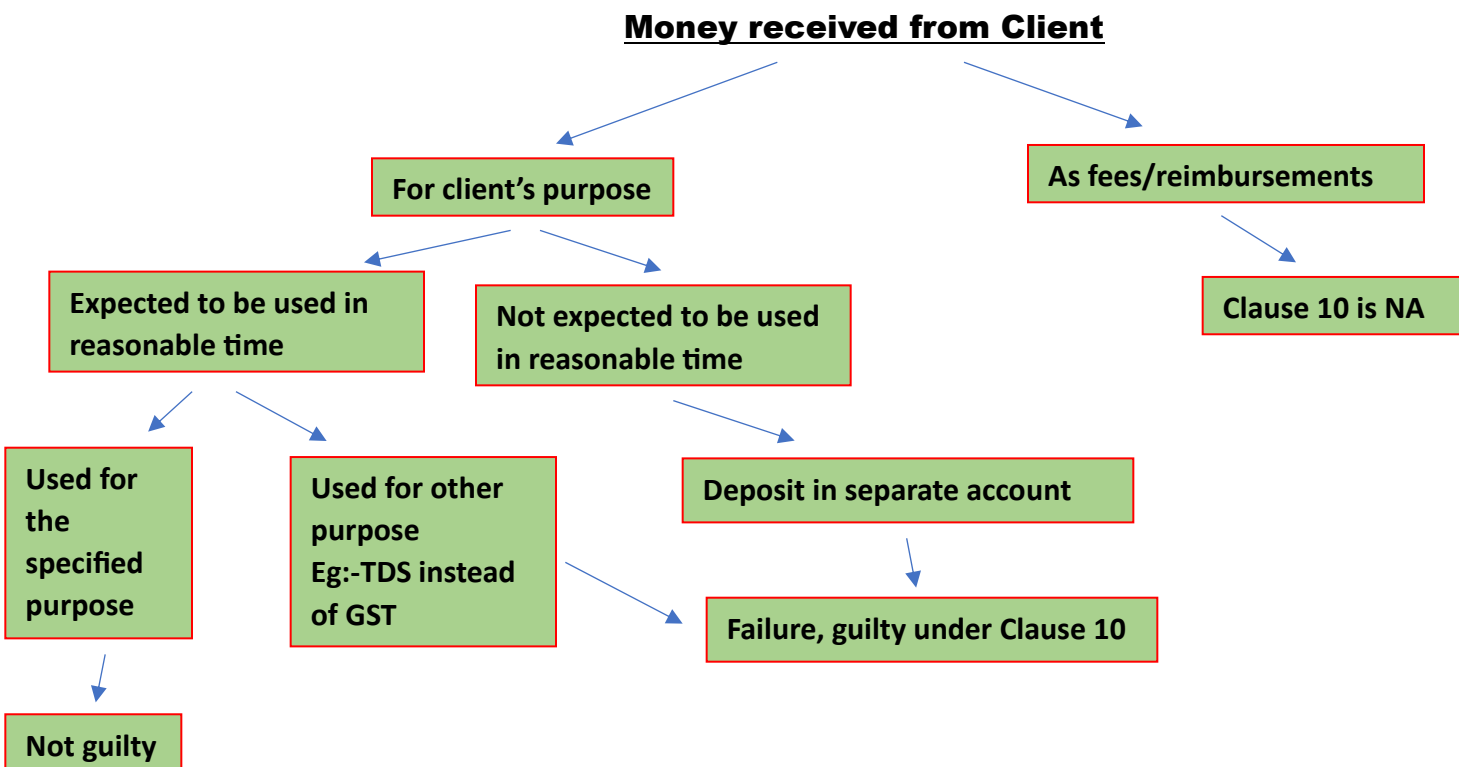 Money received from Client
For client’s purpose
As fees/reimbursements
Expected to be used in
reasonable time
Not expected to be used
in reasonable time
Clause 10 is NA
Used for
the
specified
purpose
Used for other
purpose
Eg:-TDS instead
of GST
Deposit in separate account
Failure, guilty under Clause 10
Not guilty